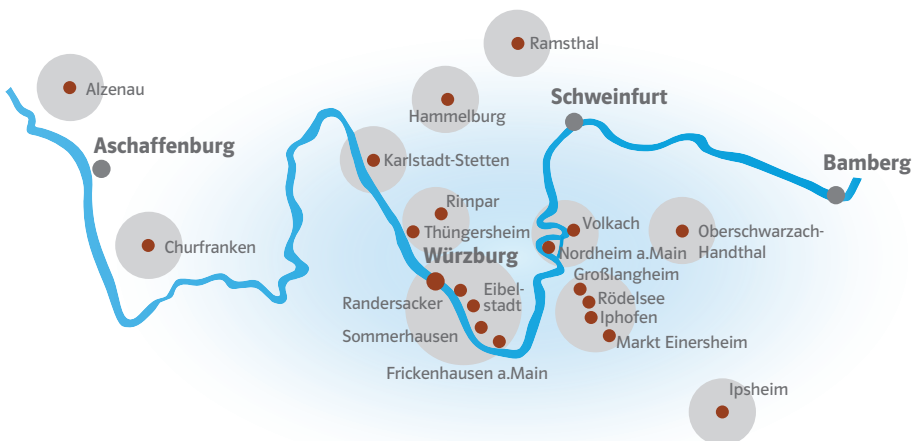 Ramsthal
Alzenau
Schweinfurt
Hammelburg
Aschaffenburg
Karlstadt-Stetten
Bamberg
Rimpar
Volkach
Thüngersheim
Oberschwarzach-
Handthal
Churfranken
Nordheim a.Main
Würzburg
Großlangheim
Eibel-
stadt
Randersacker
Rödelsee
Iphofen
Sommerhausen
Markt Einersheim
Frickenhausen a.Main
Ipsheim